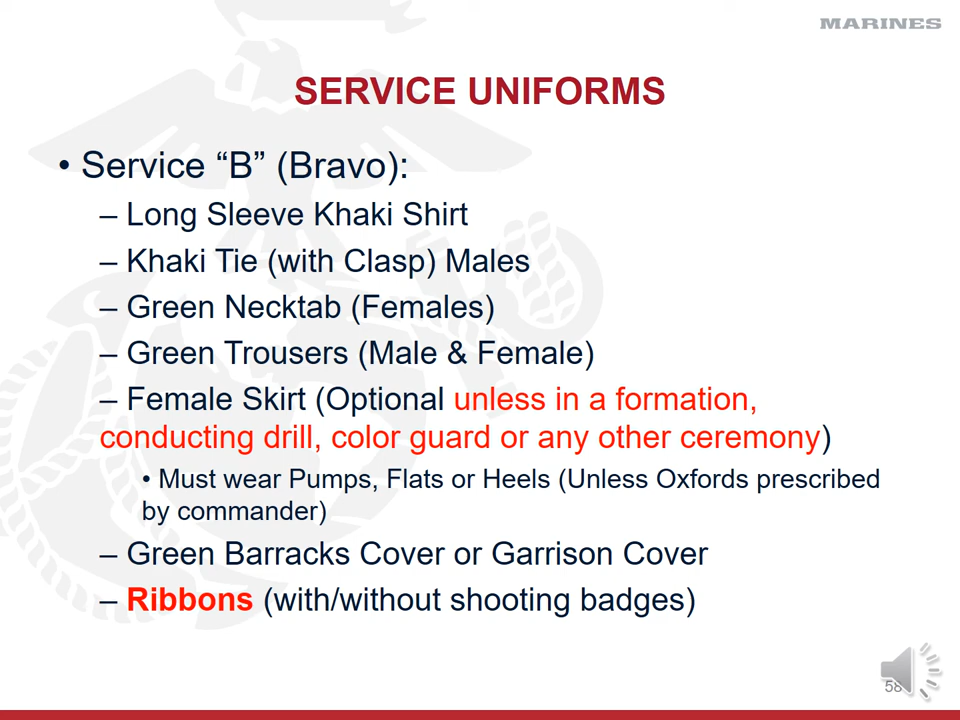 MARINES
SERVICE UNIFORMS
• Service “B” (Bravo):
– Long Sleeve Khaki Shirt
– Khaki Tie (with Clasp) Males
– Green Necktab (Females)
– Green Trousers (Male & Female)
– Female Skirt (Optional unless in a formation,
conducting drill, color guard or any other ceremony)
• Must wear Pumps, Flats or Heels (Unless Oxfords prescribed
by commander)
– Green Barracks Cover or Garrison Cover
– Ribbons (with/without shooting badges)
58